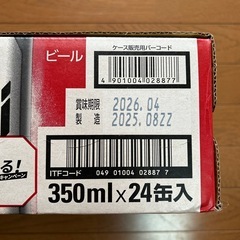 ケース販売用バーコード
ビール
4 901004 028877
賞味期限 2026.04
製造 2025.08ZZ
る!
キャンペーン
ITFコード
049 01004 02887 7
350ml×24缶入